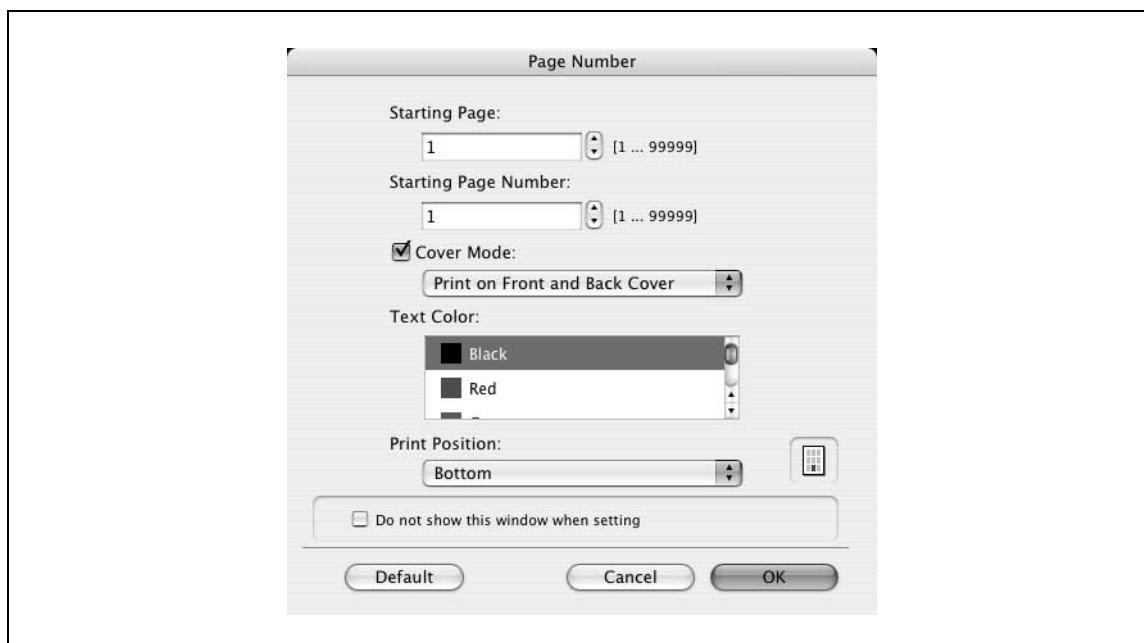 Page Number
Starting Page:
1 [1 ... 99999]
Starting Page Number:
1 [1 ... 99999]
Cover Mode:
Print on Front and Back Cover
Text Color:
Black
Red
Print Position:
Bottom
Do not show this window when setting
Default Cancel OK